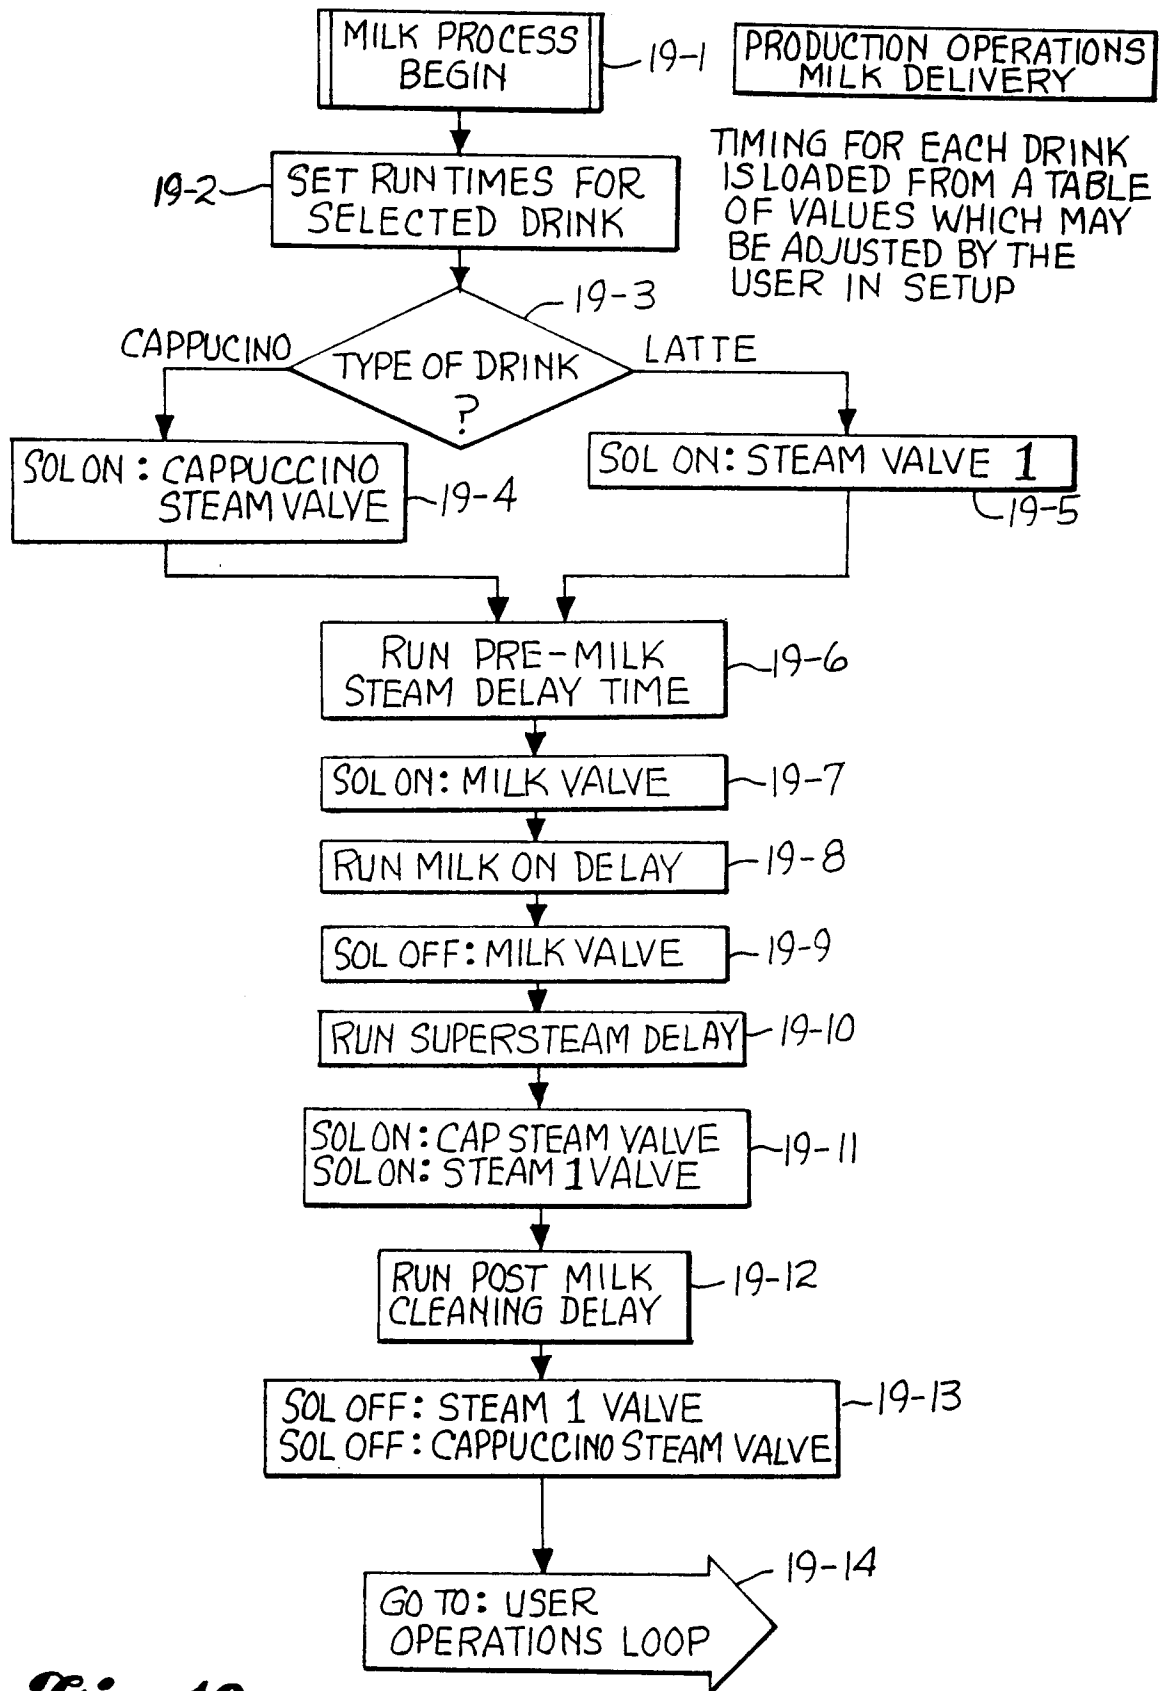 MILK PROCESS
BEGIN
19-1
PRODUCTION OPERATIONS
MILK DELIVERY
TIMING FOR EACH DRINK
IS LOADED FROM A TABLE
OF VALUES WHICH MAY
BE ADJUSTED BY THE
USER IN SETUP
19-2
SET RUN TIMES FOR
SELECTED DRINK
19-3
CAPPUCINO
TYPE OF DRINK
?
LATTE
SOL ON: CAPPUCCINO
STEAM VALVE
19-4
SOL ON: STEAM VALVE 1
19-5
RUN PRE-MILK
STEAM DELAY TIME
19-6
SOL ON: MILK VALVE
19-7
RUN MILK ON DELAY
19-8
SOL OFF: MILK VALVE
19-9
RUN SUPERSTEAM DELAY
19-10
SOL ON: CAP STEAM VALVE
SOL ON: STEAM 1 VALVE
19-11
RUN POST MILK
CLEANING DELAY
19-12
SOL OFF: STEAM 1 VALVE
SOL OFF: CAPPUCCINO STEAM VALVE
19-13
GO TO: USER
OPERATIONS LOOP
19-14